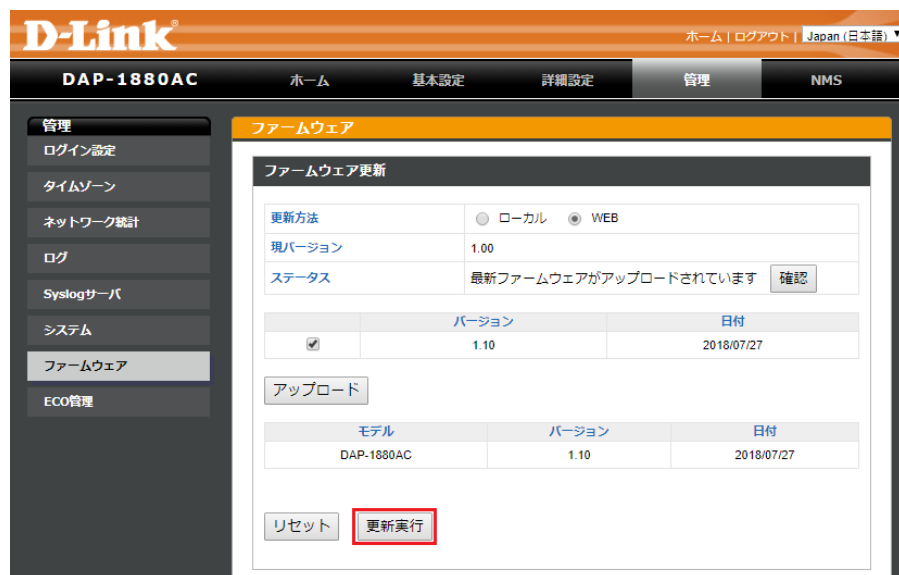 D-Link®
ホーム | ログアウト | Japan (日本語)
DAP-1880AC ホーム 基本設定 詳細設定 管理 NMS
管理
ログイン設定
タイムゾーン
ネットワーク統計
ログ
Syslogサーバ
システム
ファームウェア
ECO管理
ファームウェア
ファームウェア更新
更新方法 ローカル WEB
現バージョン 1.00
ステータス 最新ファームウェアがアップロードされています 確認
バージョン 日付
1.10 2018/07/27
アップロード
モデル バージョン 日付
DAP-1880AC 1.10 2018/07/27
リセット 更新実行